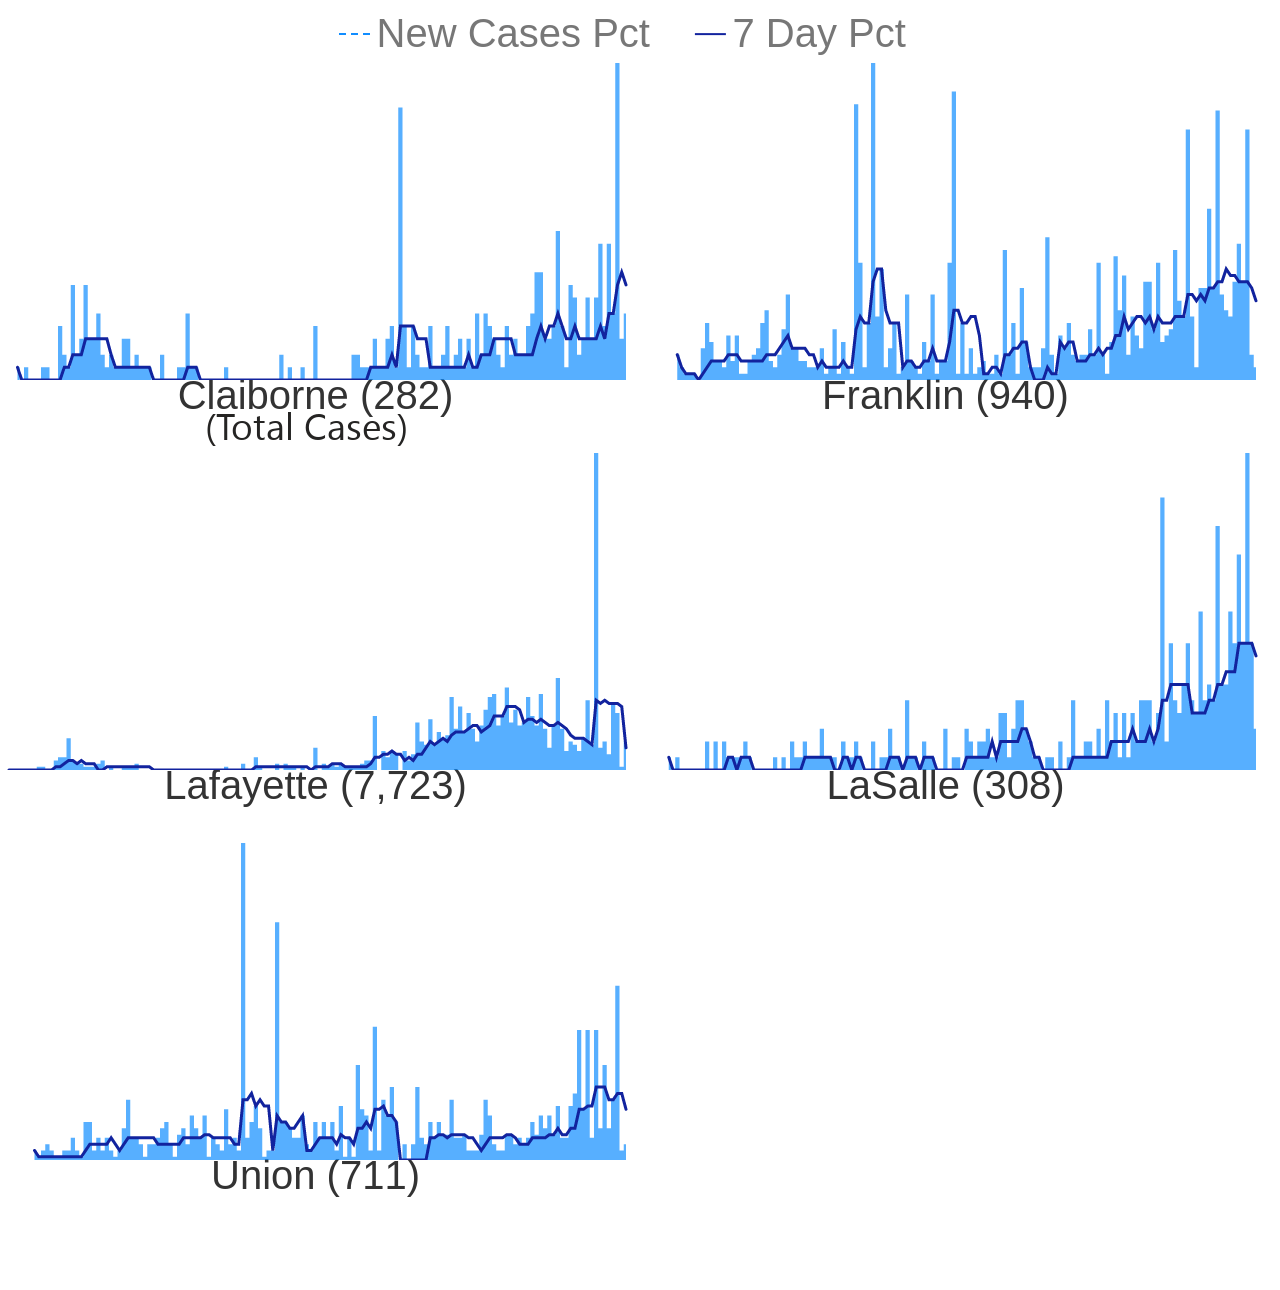 New Cases Pct 7 Day Pct
Claiborne (282) Franklin (940)
(Total Cases)
Lafayette (7,723) LaSalle (308)
Union (711)